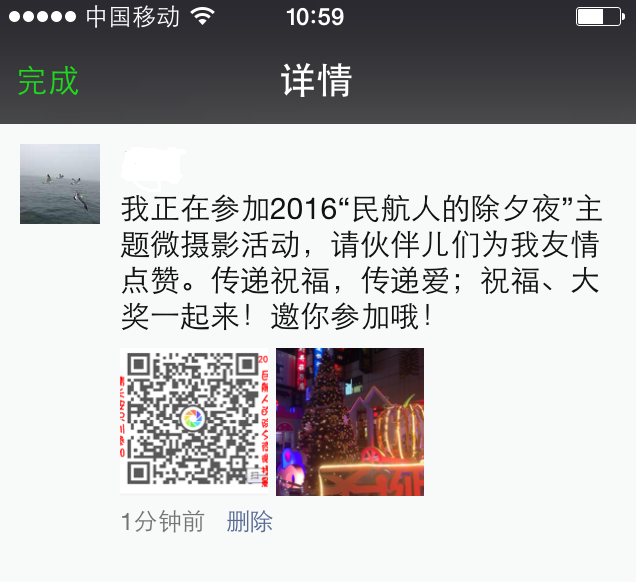 中国移动 10:59
完成 详情
我正在参加2016“民航人的除夕夜”主
题微摄影活动，请伙伴儿们为我友情
点赞。传递祝福，传递爱；祝福、大
奖一起来！邀你参加哦！
1分钟前 删除